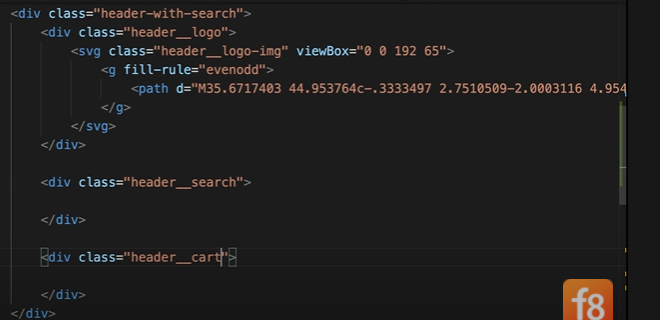 <div class="header-with-search">
<div class="header__logo">
<svg class="header__logo-img" viewBox="0 0 192 65">
<g fill-rule="evenodd">
<path d="M35.6717403 44.953764c-.3333497 2.7510509-2.0003116 4.954
</g>
</svg>
</div>
<div class="header__search">
</div>
<div class="header__cart">
</div>
</div>
f8